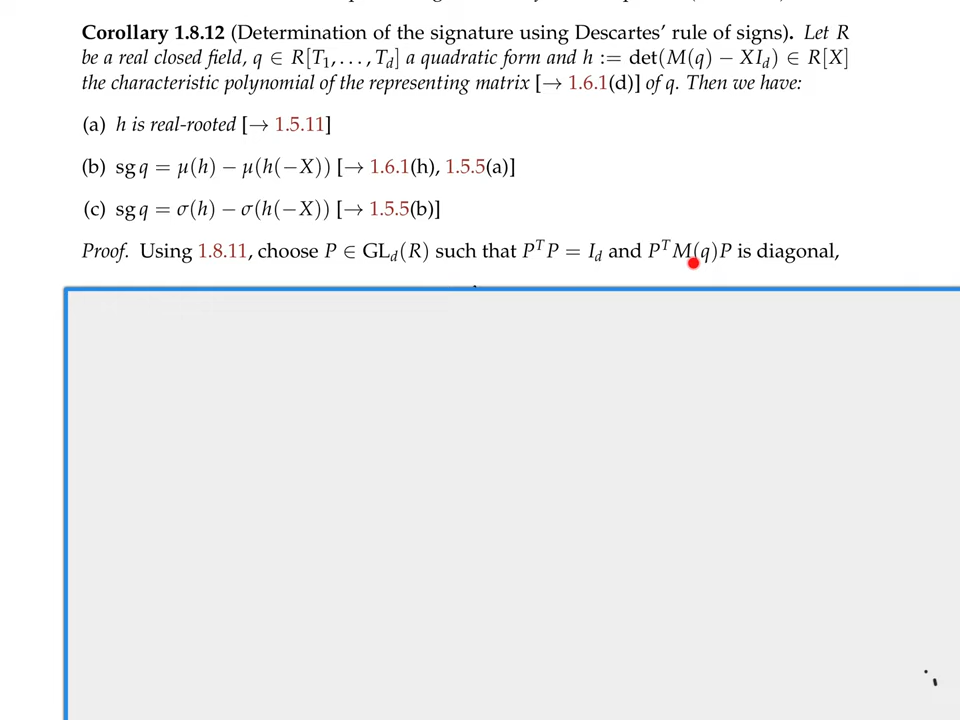 Corollary 1.8.12 (Determination of the signature using Descartes’ rule of signs). Let R
be a real closed field, q ∈ R[T₁, . . . , T_d] a quadratic form and h := det(M(q) − XI_d) ∈ R[X]
the characteristic polynomial of the representing matrix [→ 1.6.1(d)] of q. Then we have:
(a) h is real-rooted [→ 1.5.11]
(b) sg q = μ(h) − μ(h(−X)) [→ 1.6.1(h), 1.5.5(a)]
(c) sg q = σ(h) − σ(h(−X)) [→ 1.5.5(b)]
Proof. Using 1.8.11, choose P ∈ GL_d(R) such that PᵀP = I_d and PᵀM(q)P is diagonal,